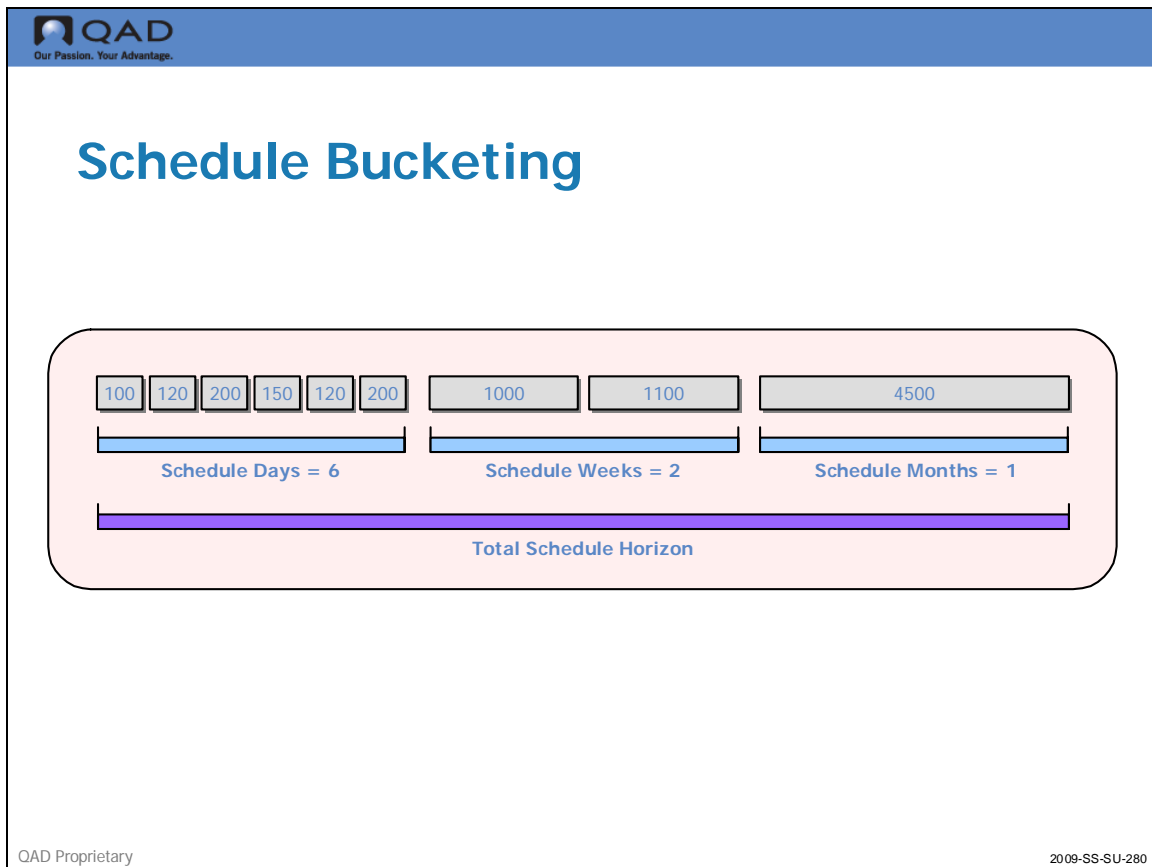 QAD
Our Passion. Your Advantage.
Schedule Bucketing
100 120 200 150 120 200 1000 1100 4500
Schedule Days = 6 Schedule Weeks = 2 Schedule Months = 1
Total Schedule Horizon
QAD Proprietary 2009-SS-SU-280